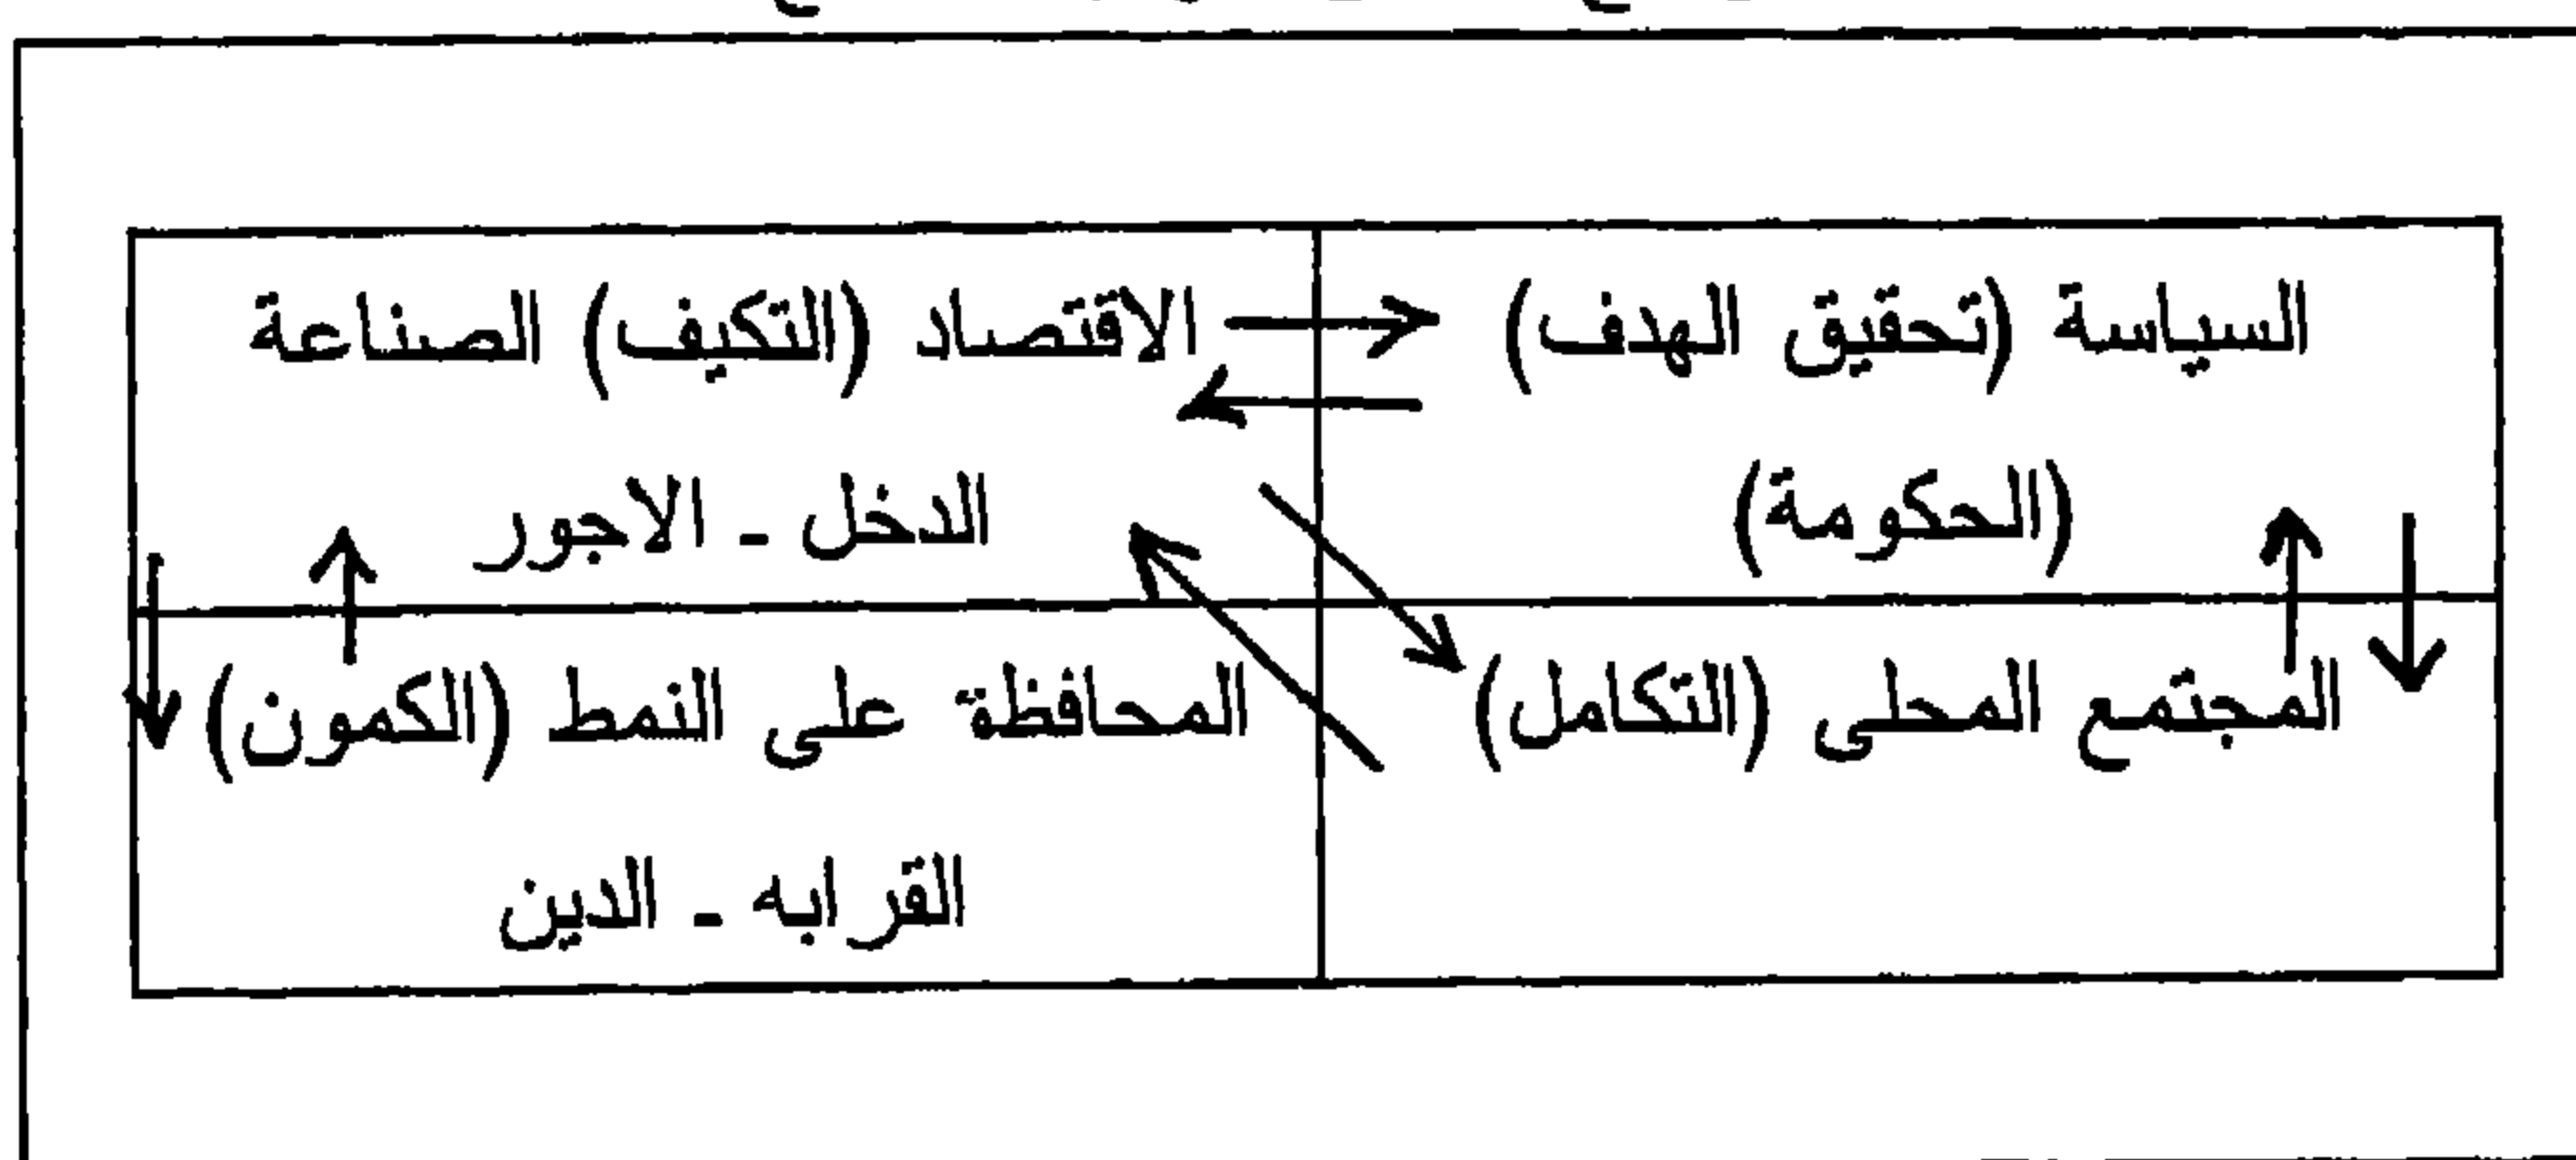 السياسة (تحقيق الهدف)
(الحكومة)
الاقتصاد (التكيف) الصناعة
الدخل - الاجور
المجتمع المحلى (التكامل)
المحافظة على النمط (الكمون)
القرابه - الدين